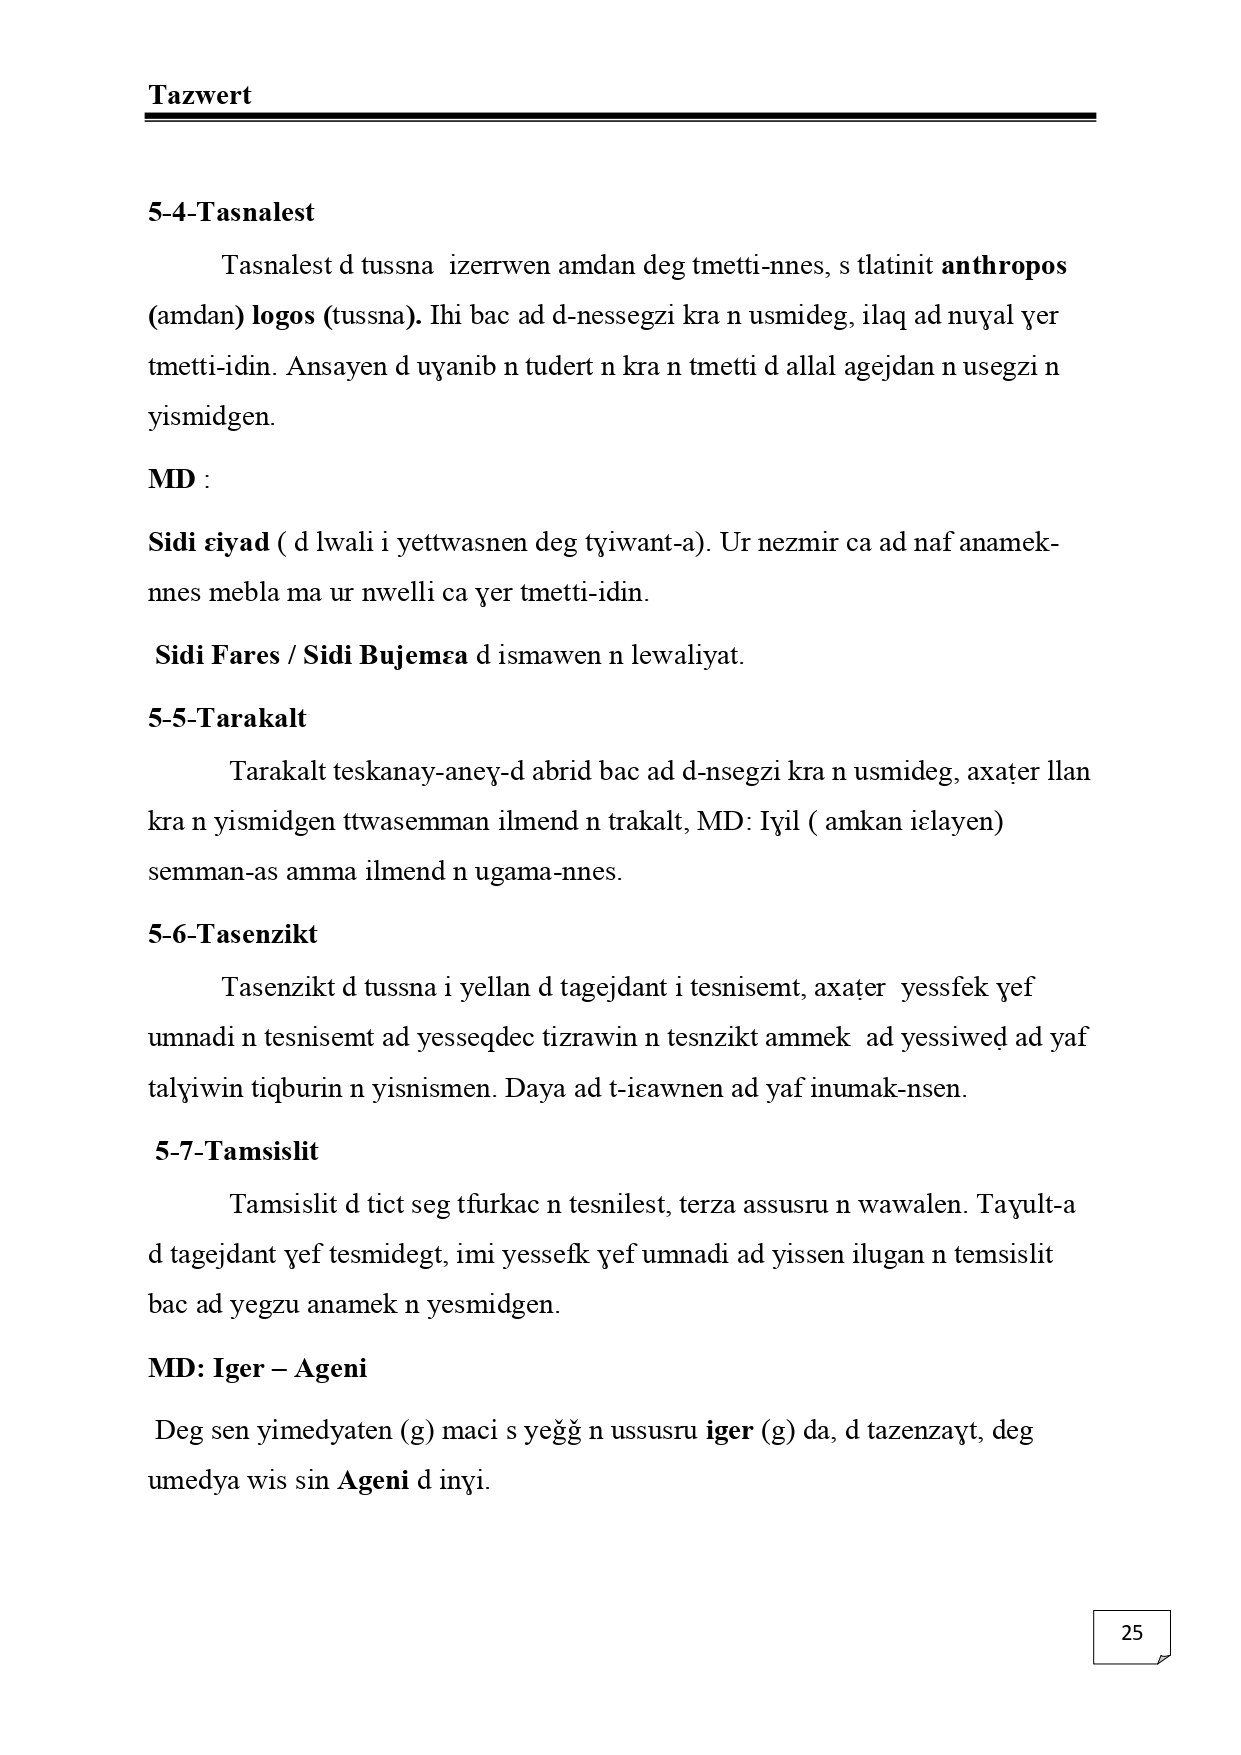 Tazwert
5-4-Tasnalest
Tasnalest d tussna  izerrwen amdan deg tmetti-nnes, s tlatinit anthropos
(amdan) logos (tussna). Ihi bac ad d-nessegzi kra n usmideg, ilaq ad nuɣal ɣer
tmetti-idin. Ansayen d uɣanib n tudert n kra n tmetti d allal agejdan n usegzi n
yismidgen.
MD :
Sidi ɛiyad ( d lwali i yettwasnen deg tɣiwant-a). Ur nezmir ca ad naf anamek-
nnes mebla ma ur nwelli ca ɣer tmetti-idin.
Sidi Fares / Sidi Bujemɛa d ismawen n lewaliyat.
5-5-Tarakalt
Tarakalt teskanay-aneɣ-d abrid bac ad d-nsegzi kra n usmideg, axaṭer llan
kra n yismidgen ttwasemman ilmend n trakalt, MD: Iɣil ( amkan iɛlayen)
semman-as amma ilmend n ugama-nnes.
5-6-Tasenzikt
Tasenzikt d tussna i yellan d tagejdant i tesnisemt, axaṭer  yessfek ɣef
umnadi n tesnisemt ad yesseqdec tizrawin n tesnzikt ammek  ad yessiweḍ ad yaf
talɣiwin tiqburin n yisnismen. Daya ad t-iɛawnen ad yaf inumak-nsen.
5-7-Tamsislit
Tamsislit d tict seg tfurkac n tesnilest, terza assusru n wawalen. Taɣult-a
d tagejdant ɣef tesmidegt, imi yessefk ɣef umnadi ad yissen ilugan n temsislit
bac ad yegzu anamek n yesmidgen.
MD: Iger – Ageni
Deg sen yimedyaten (g) maci s yeǧǧ n ussusru iger (g) da, d tazenzaɣt, deg
umedya wis sin Ageni d inɣi.
25